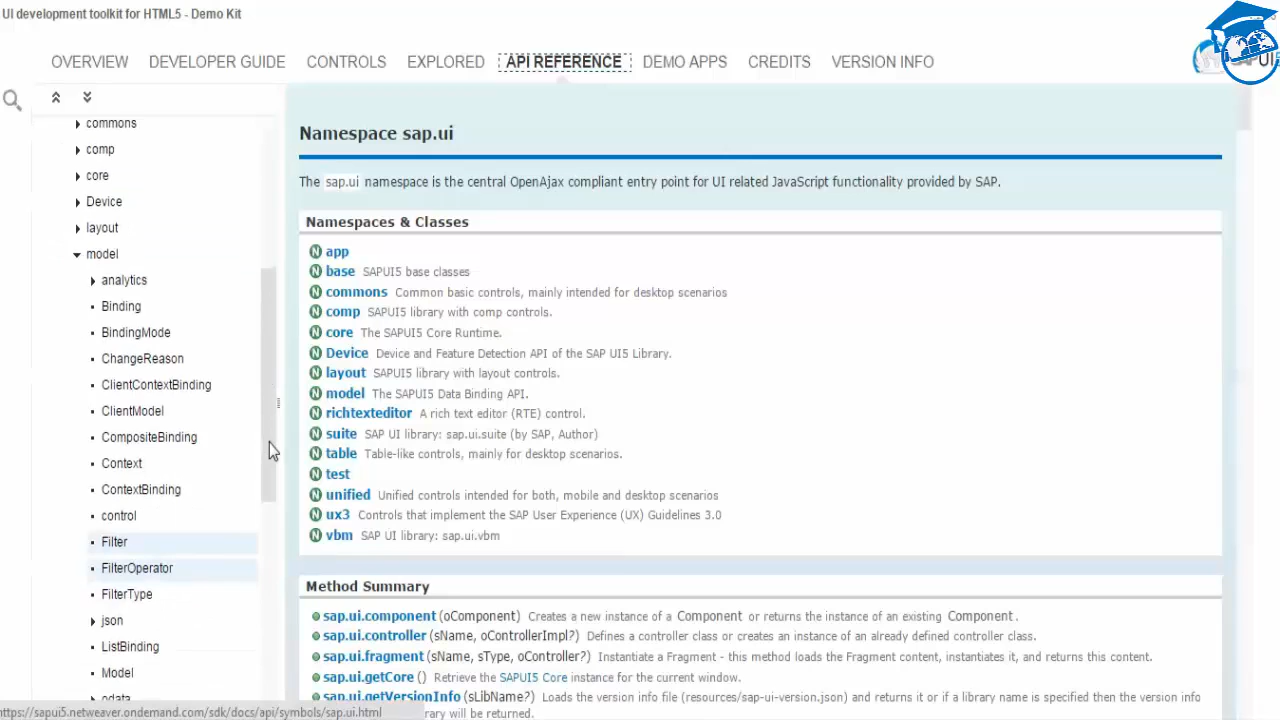 UI development toolkit for HTML5 - Demo Kit
OVERVIEW DEVELOPER GUIDE CONTROLS EXPLORED API REFERENCE DEMO APPS CREDITS VERSION INFO
commons
comp
core
Device
layout
model
analytics
Binding
BindingMode
ChangeReason
ClientContextBinding
ClientModel
CompositeBinding
Context
ContextBinding
control
Filter
FilterOperator
FilterType
json
ListBinding
Model
odata
Namespace sap.ui
The sap.ui namespace is the central OpenAjax compliant entry point for UI related JavaScript functionality provided by SAP.
Namespaces & Classes
N app
N base SAPUI5 base classes
N commons Common basic controls, mainly intended for desktop scenarios
N comp SAPUI5 library with comp controls.
N core The SAPUI5 Core Runtime.
N Device Device and Feature Detection API of the SAP UI5 Library.
N layout SAPUI5 library with layout controls.
N model The SAPUI5 Data Binding API.
N richtexteditor A rich text editor (RTE) control.
N suite SAP UI library: sap.ui.suite (by SAP, Author)
N table Table-like controls, mainly for desktop scenarios.
N test
N unified Unified controls intended for both, mobile and desktop scenarios
N ux3 Controls that implement the SAP User Experience (UX) Guidelines 3.0
N vbm SAP UI library: sap.ui.vbm
Method Summary
sap.ui.component (oComponent) Creates a new instance of a Component or returns the instance of an existing Component.
sap.ui.controller (sName, oControllerImpl?) Defines a controller class or creates an instance of an already defined controller class.
sap.ui.fragment (sName, sType, oController?) Instantiate a Fragment - this method loads the Fragment content, instantiates it, and returns this content.
sap.ui.getCore () Retrieve the SAPUI5 Core instance for the current window.
sap.ui.getVersionInfo (sLibName?) Loads the version info file (resources/sap-ui-version.json) and returns it or if a library name is specified then the version info
rary will be returned.
https://sapui5.netweaver.ondemand.com/sdk/docs/api/symbols/sap.ui.html